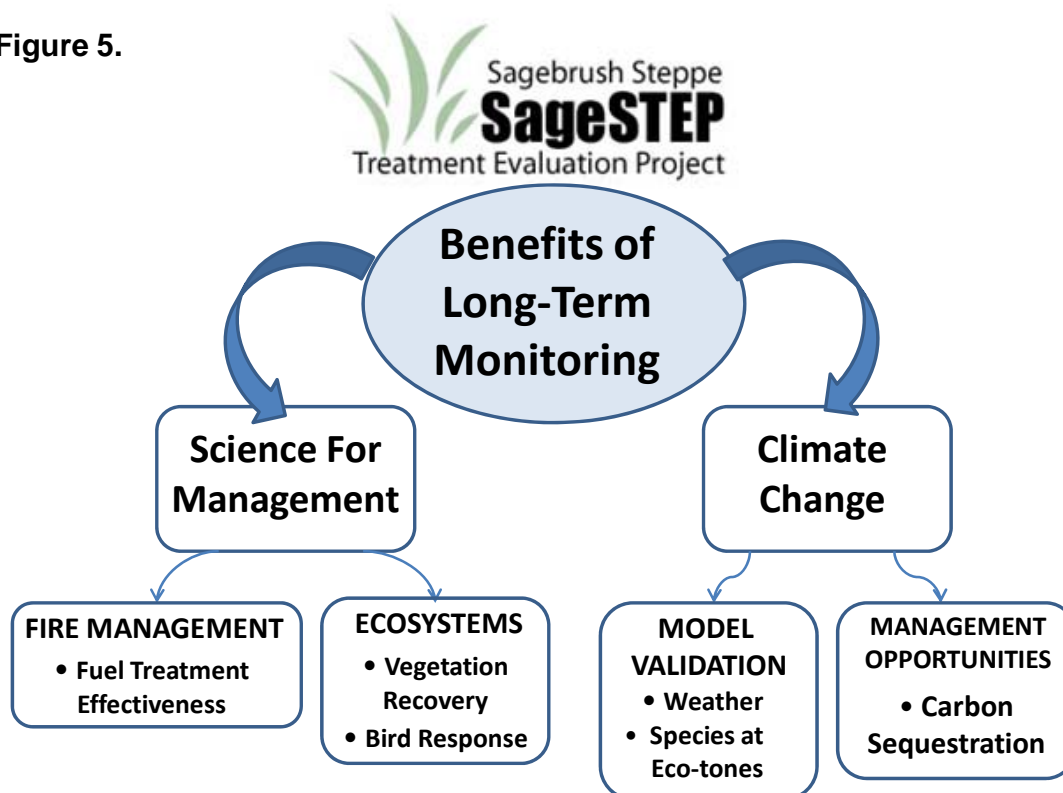 Figure 5.
Sagebrush Steppe
SageSTEP
Treatment Evaluation Project
Benefits of
Long-Term
Monitoring
Science For
Management
Climate
Change
FIRE MANAGEMENT
• Fuel Treatment
Effectiveness
ECOSYSTEMS
• Vegetation
Recovery
• Bird Response
MODEL
VALIDATION
• Weather
• Species at
Eco-tones
MANAGEMENT
OPPORTUNITIES
• Carbon
Sequestration